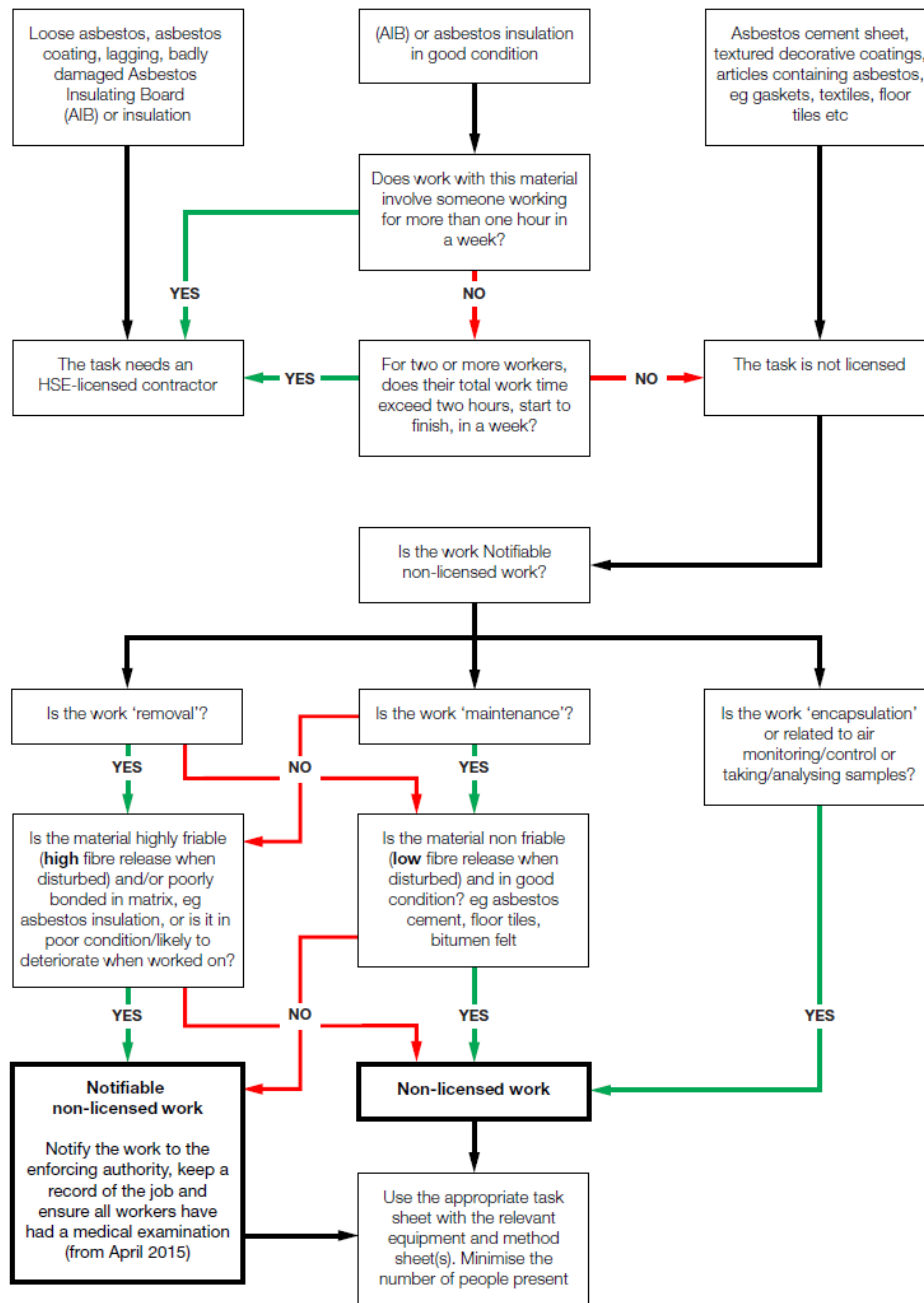 Loose asbestos, asbestos
coating, lagging, badly
damaged Asbestos
Insulating Board
(AIB) or insulation
(AIB) or asbestos insulation
in good condition
Asbestos cement sheet,
textured decorative coatings,
articles containing asbestos,
eg gaskets, textiles, floor
tiles etc
Does work with this material
involve someone working
for more than one hour in
a week?
YES
NO
The task needs an
HSE-licensed contractor
YES
For two or more workers,
does their total work time
exceed two hours, start to
finish, in a week?
NO
The task is not licensed
Is the work Notifiable
non-licensed work?
Is the work ‘removal’?
Is the work ‘maintenance’?
Is the work ‘encapsulation’
or related to air
monitoring/control or
taking/analysing samples?
YES
NO
YES
Is the material highly friable
(high fibre release when
disturbed) and/or poorly
bonded in matrix, eg
asbestos insulation, or is it in
poor condition/likely to
deteriorate when worked on?
Is the material non friable
(low fibre release when
disturbed) and in good
condition? eg asbestos
cement, floor tiles,
bitumen felt
YES
NO
YES
YES
Notifiable
non-licensed work
Notify the work to the
enforcing authority, keep a
record of the job and
ensure all workers have
had a medical examination
(from April 2015)
Non-licensed work
Use the appropriate task
sheet with the relevant
equipment and method
sheet(s). Minimise the
number of people present